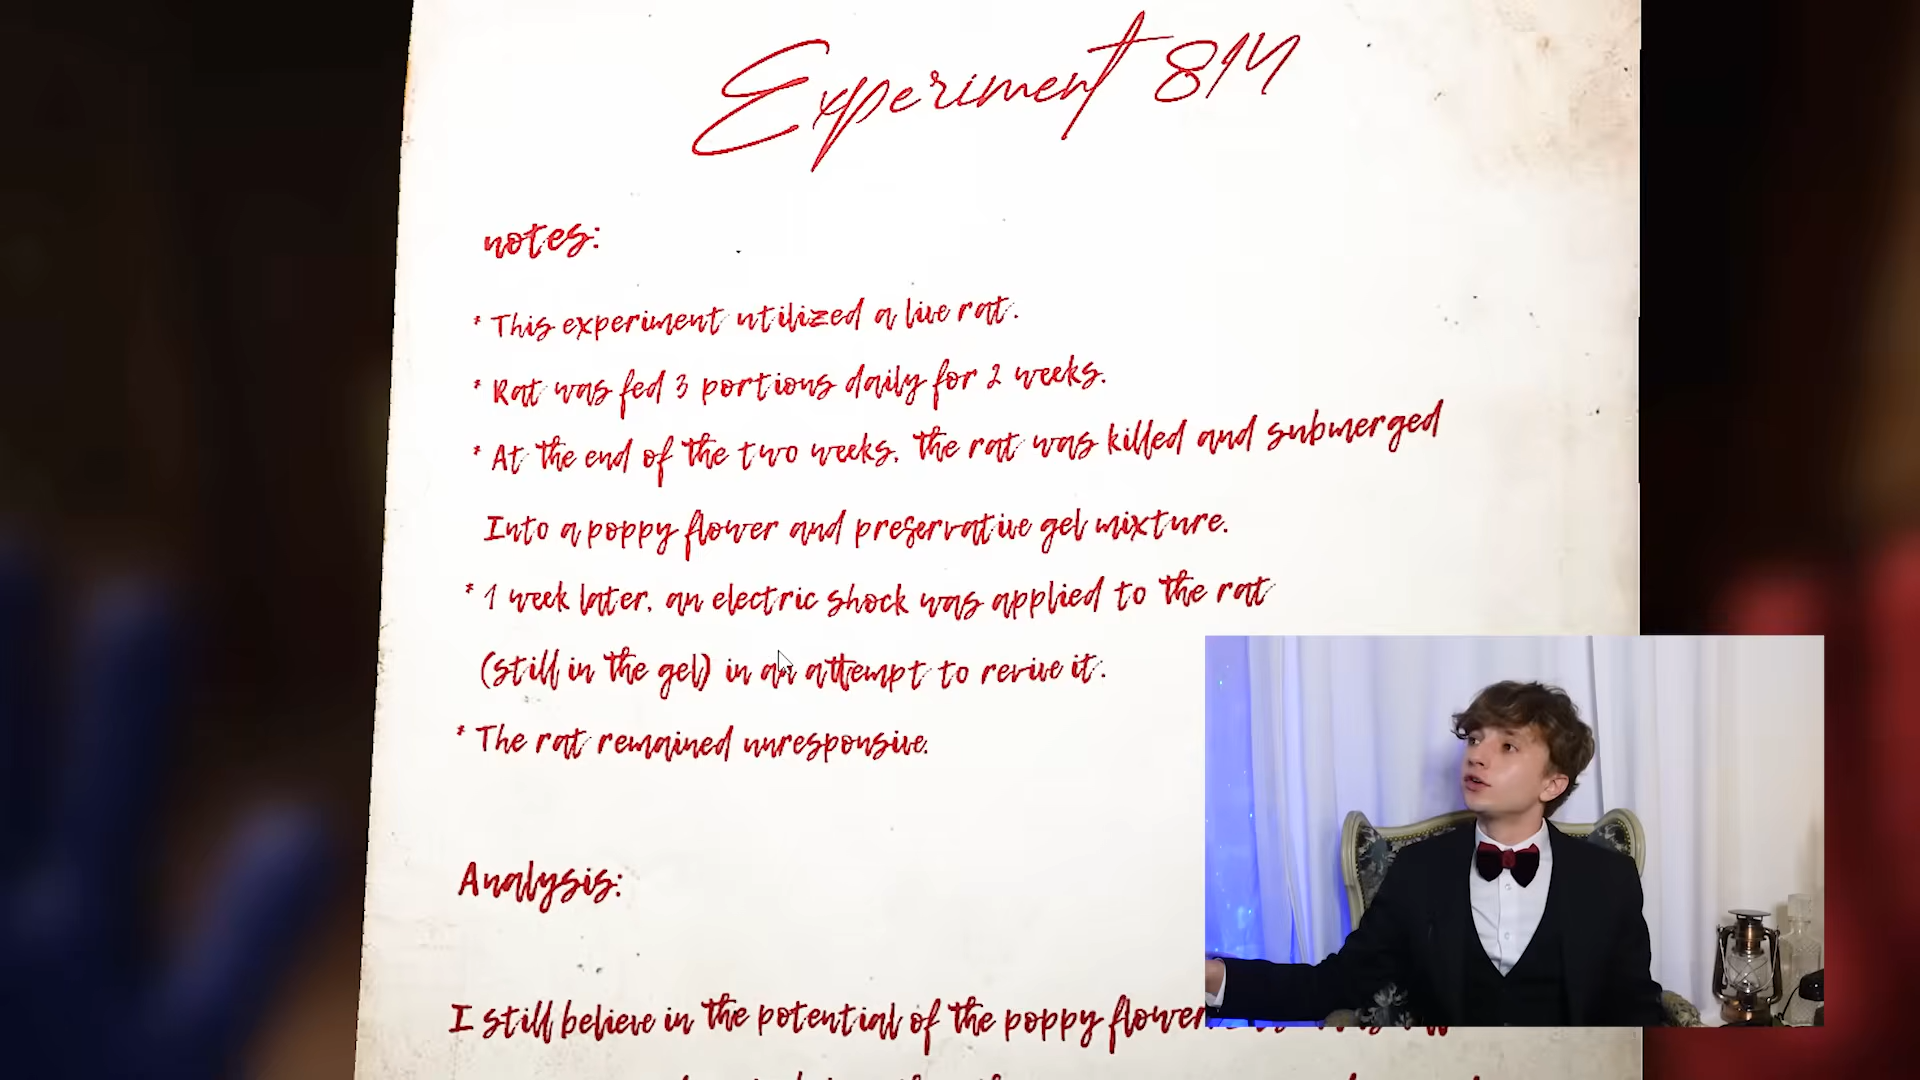 Experiment 814
notes:
* This experiment utilized a live rat.
* Rat was fed 3 portions daily for 2 weeks.
* At the end of the two weeks, the rat was killed and submerged
Into a poppy flower and preservative gel mixture.
* 1 week later, an electric shock was applied to the rat
(still in the gel) in an attempt to revive it.
* The rat remained unresponsive.
Analysis:
I still believe in the potential of the poppy flower